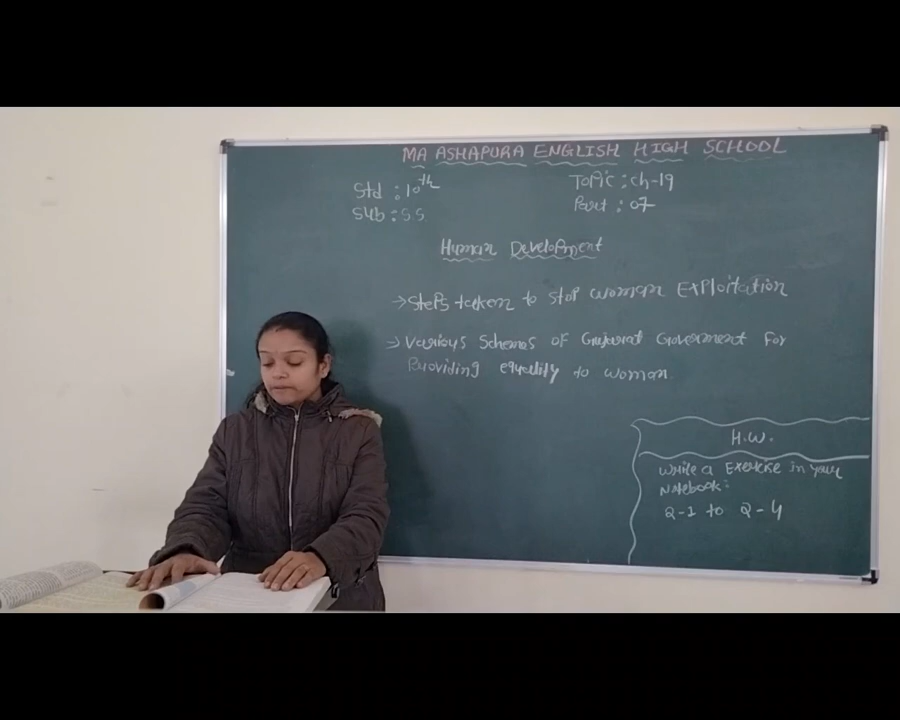 MA ASHAPURA ENGLISH HIGH SCHOOL
Std : 10th
Sub : S.S.
Topic : ch-19
Part : 07
Human Development
→ Steps taken to stop woman Exploitation
→ Various Schemes of Gujarat Goverment For
Providing equality to woman
H.W.
Write a Exercise in your
Notebook:
Q-1 to Q-4